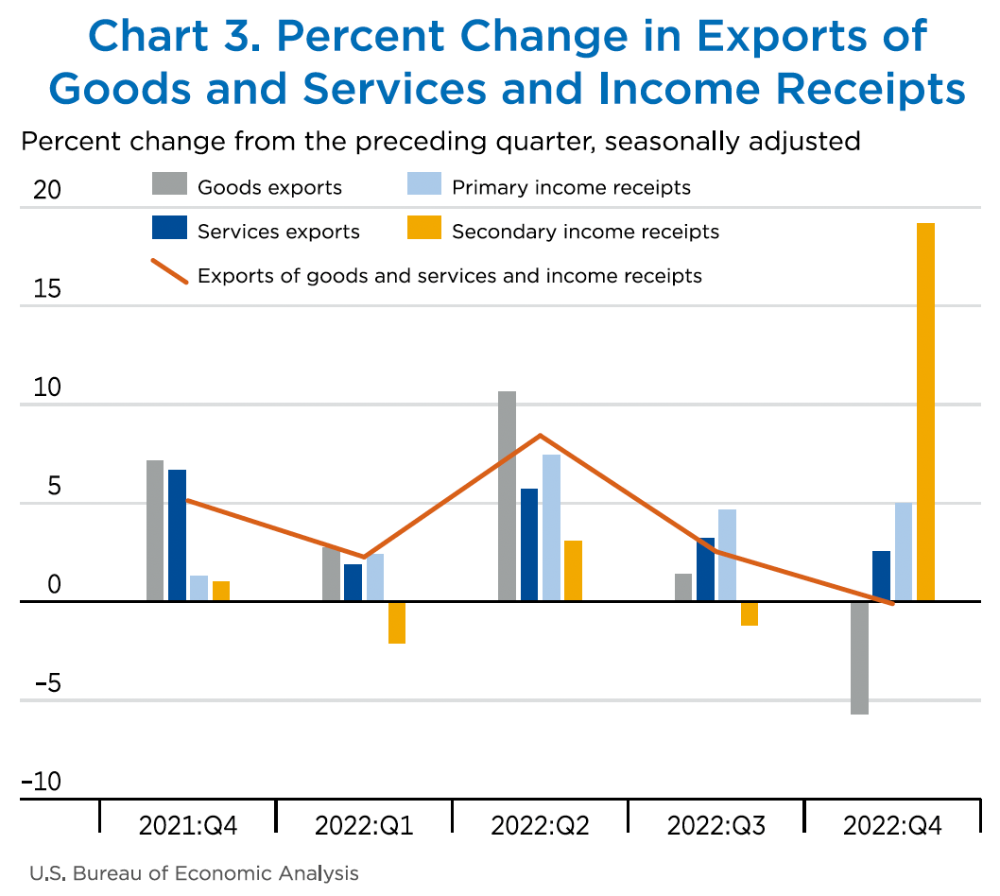 Chart 3. Percent Change in Exports of
Goods and Services and Income Receipts
Percent change from the preceding quarter, seasonally adjusted
20
Goods exports
Primary income receipts
Services exports
Secondary income receipts
Exports of goods and services and income receipts
15
10
5
0
−5
−10
2021:Q4 2022:Q1 2022:Q2 2022:Q3 2022:Q4
U.S. Bureau of Economic Analysis